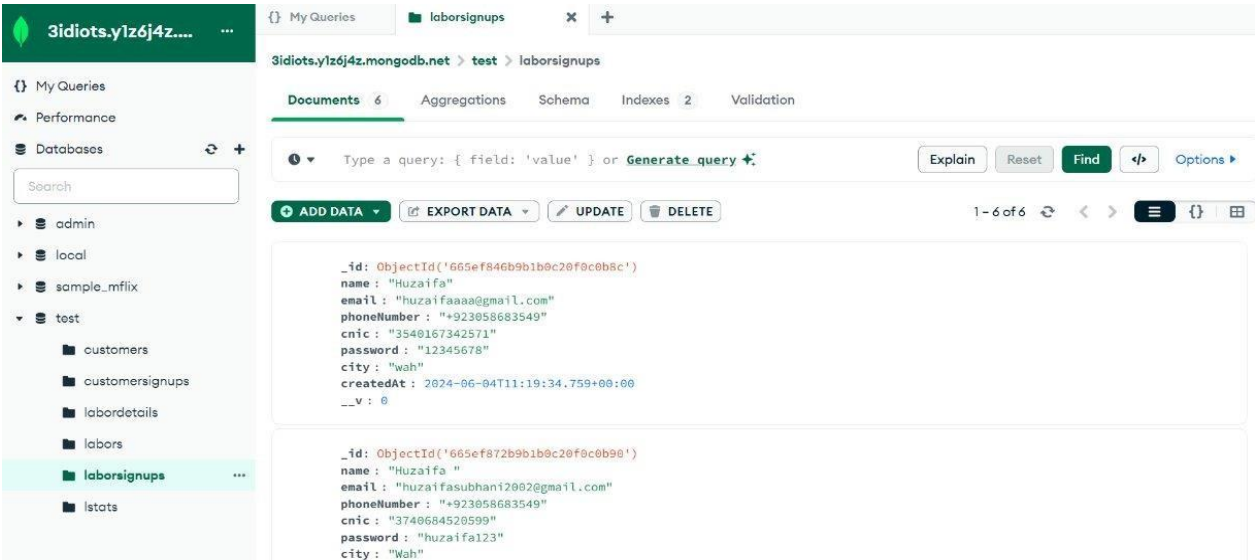 3idiots.y1z6j4z.... ...
{} My Queries
Performance
Databases
Search
admin
local
sample_mflix
test
customers
customersignups
labordetails
labors
laborsignups ...
lstats
{} My Queries
laborsignups
3idiots.y1z6j4z.mongodb.net > test > laborsignups
Documents 6 Aggregations Schema Indexes 2 Validation
Type a query: { field: 'value' } or Generate query
Explain Reset Find </> Options
ADD DATA EXPORT DATA UPDATE DELETE
1 – 6 of 6 {}
_id: ObjectId('665ef846b9b1b0c20f0c0b8c')
name : "Huzaifa"
email : "huzaifaaaa@gmail.com"
phoneNumber : "+923058683549"
cnic : "3540167342571"
password : "12345678"
city : "wah"
createdAt : 2024-06-04T11:19:34.759+00:00
__v : 0
_id: ObjectId('665ef872b9b1b0c20f0c0b90')
name : "Huzaifa "
email : "huzaifasubhani2002@gmail.com"
phoneNumber : "+923058683549"
cnic : "3740684520599"
password : "huzaifa123"
city : "Wah"